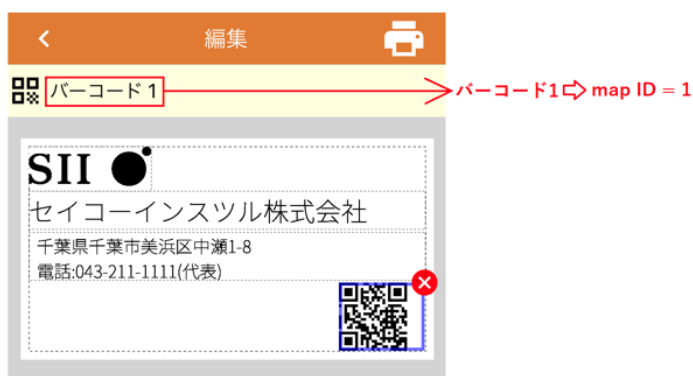 編集
バーコード 1
バーコード1⇨ map ID = 1
SII
セイコーインスツル株式会社
千葉県千葉市美浜区中瀬1-8
電話:043-211-1111(代表)